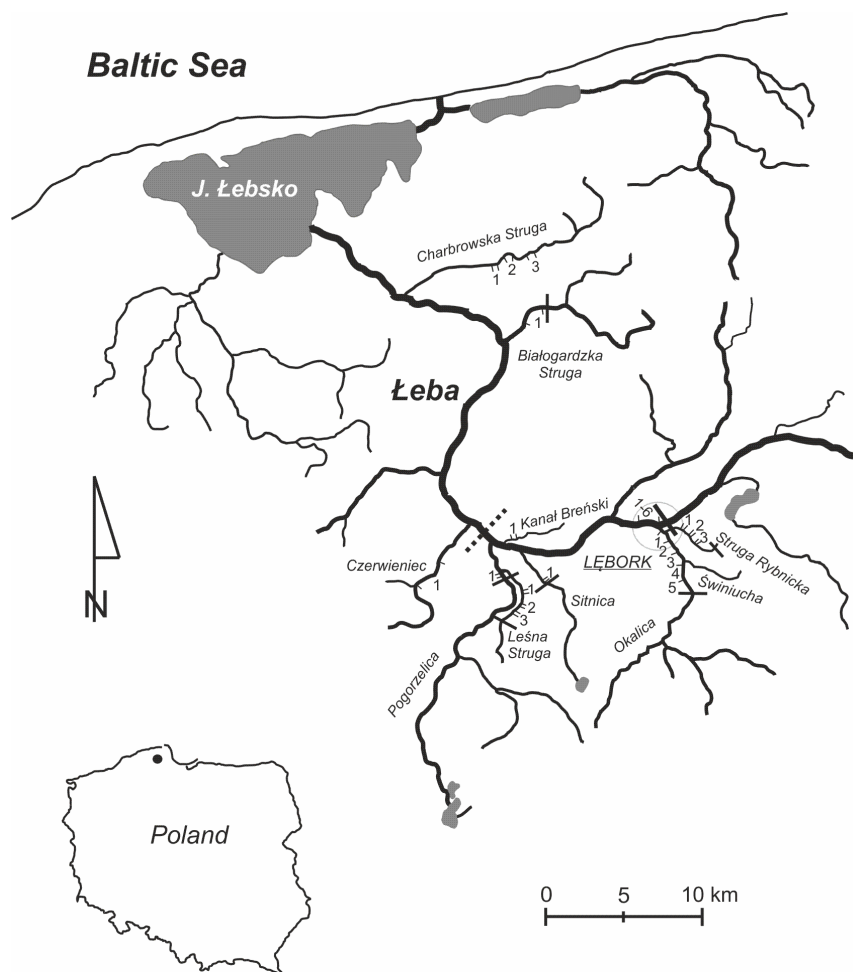 Baltic Sea
J. Łebsko
Charbrowska Struga
1 2 3
1
Białogardzka
Struga
Łeba
1
Kanał Breński
1-6
1 2 3
Struga Rybnicka
LĘBORK
1
2
3
4
5
Świniucha
Czerwieniec
1
1
1
1
2
3
Sitnica
Leśna
Struga
Okalica
Pogorzelica
N
Poland
0 5 10 km